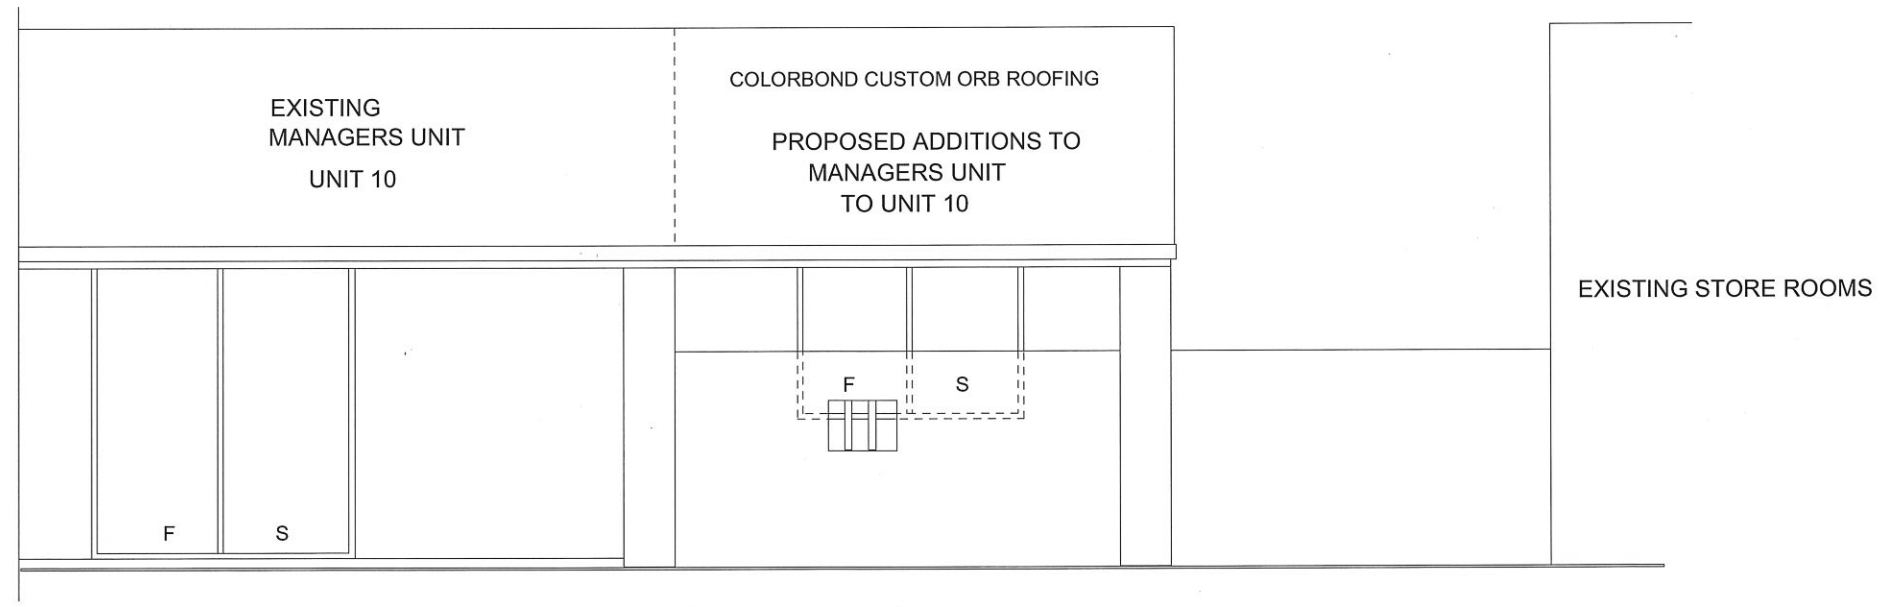 EXISTING
MANAGERS UNIT
UNIT 10
COLORBOND CUSTOM ORB ROOFING
PROPOSED ADDITIONS TO
MANAGERS UNIT
TO UNIT 10
EXISTING STORE ROOMS
F
S
F
S